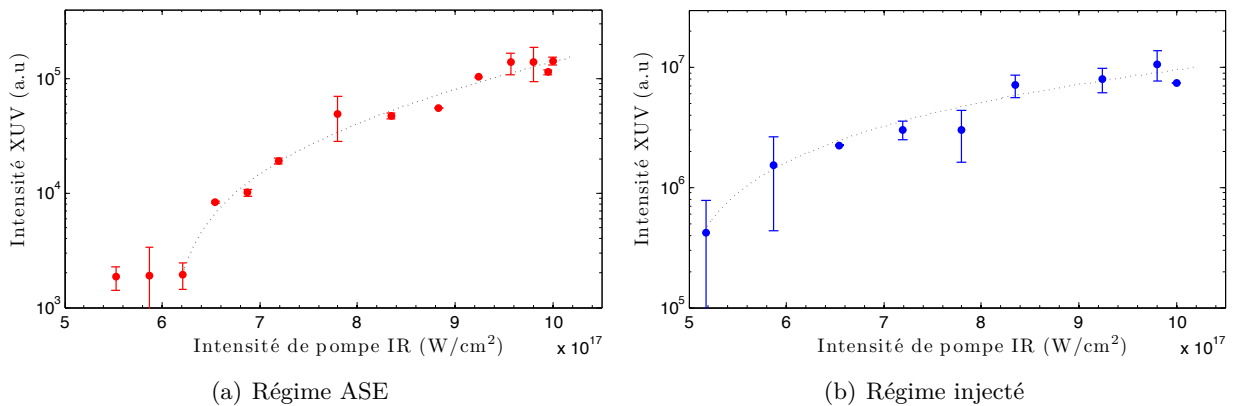 Intensité XUV (a.u)
10^5
10^4
10^3
5 6 7 8 9 10
x 10^17
Intensité de pompe IR (W/cm²)
(a) Régime ASE
Intensité XUV (a.u)
10^7
10^6
10^5
5 6 7 8 9 10
x 10^17
Intensité de pompe IR (W/cm²)
(b) Régime injecté